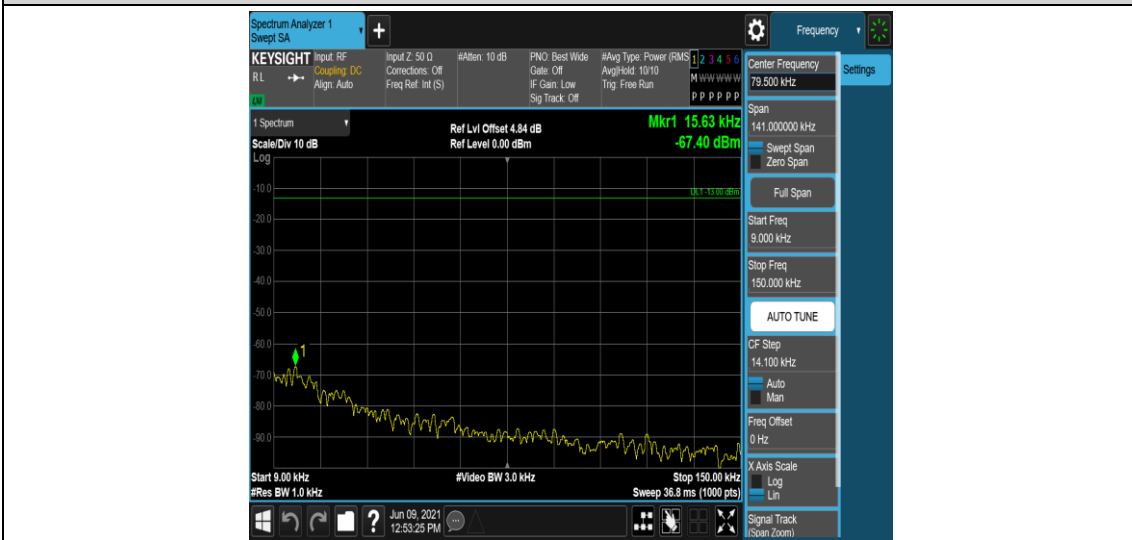 Spectrum Analyzer 1
Swept SA
+
Frequency
KEYSIGHT
R L
LXI
Input: RF
Coupling: DC
Align: Auto
Input Z: 50 Ω
Corrections: Off
Freq Ref: Int (S)
#Atten: 10 dB
PNO: Best Wide
Gate: Off
IF Gain: Low
Sig Track: Off
#Avg Type: Power (RMS
Avg|Hold: 10/10
Trig: Free Run
1 2 3 4 5 6
M W W W W W
P P P P P P
Center Frequency
79.500 kHz
Settings
Span
141.000000 kHz
Swept Span
Zero Span
Full Span
Start Freq
9.000 kHz
Stop Freq
150.000 kHz
AUTO TUNE
CF Step
14.100 kHz
Auto
Man
Freq Offset
0 Hz
X Axis Scale
Log
Lin
Signal Track
(Span Zoom)
1 Spectrum
Scale/Div 10 dB
Log
Ref Lvl Offset 4.84 dB
Ref Level 0.00 dBm
Mkr1 15.63 kHz
-67.40 dBm
DL1 -13.00 dBm
-10.0
-20.0
-30.0
-40.0
-50.0
-60.0
1
-70.0
-80.0
-90.0
Start 9.00 kHz
#Video BW 3.0 kHz
Stop 150.00 kHz
#Res BW 1.0 kHz
Sweep 36.8 ms (1000 pts)
?
Jun 09, 2021
12:53:25 PM